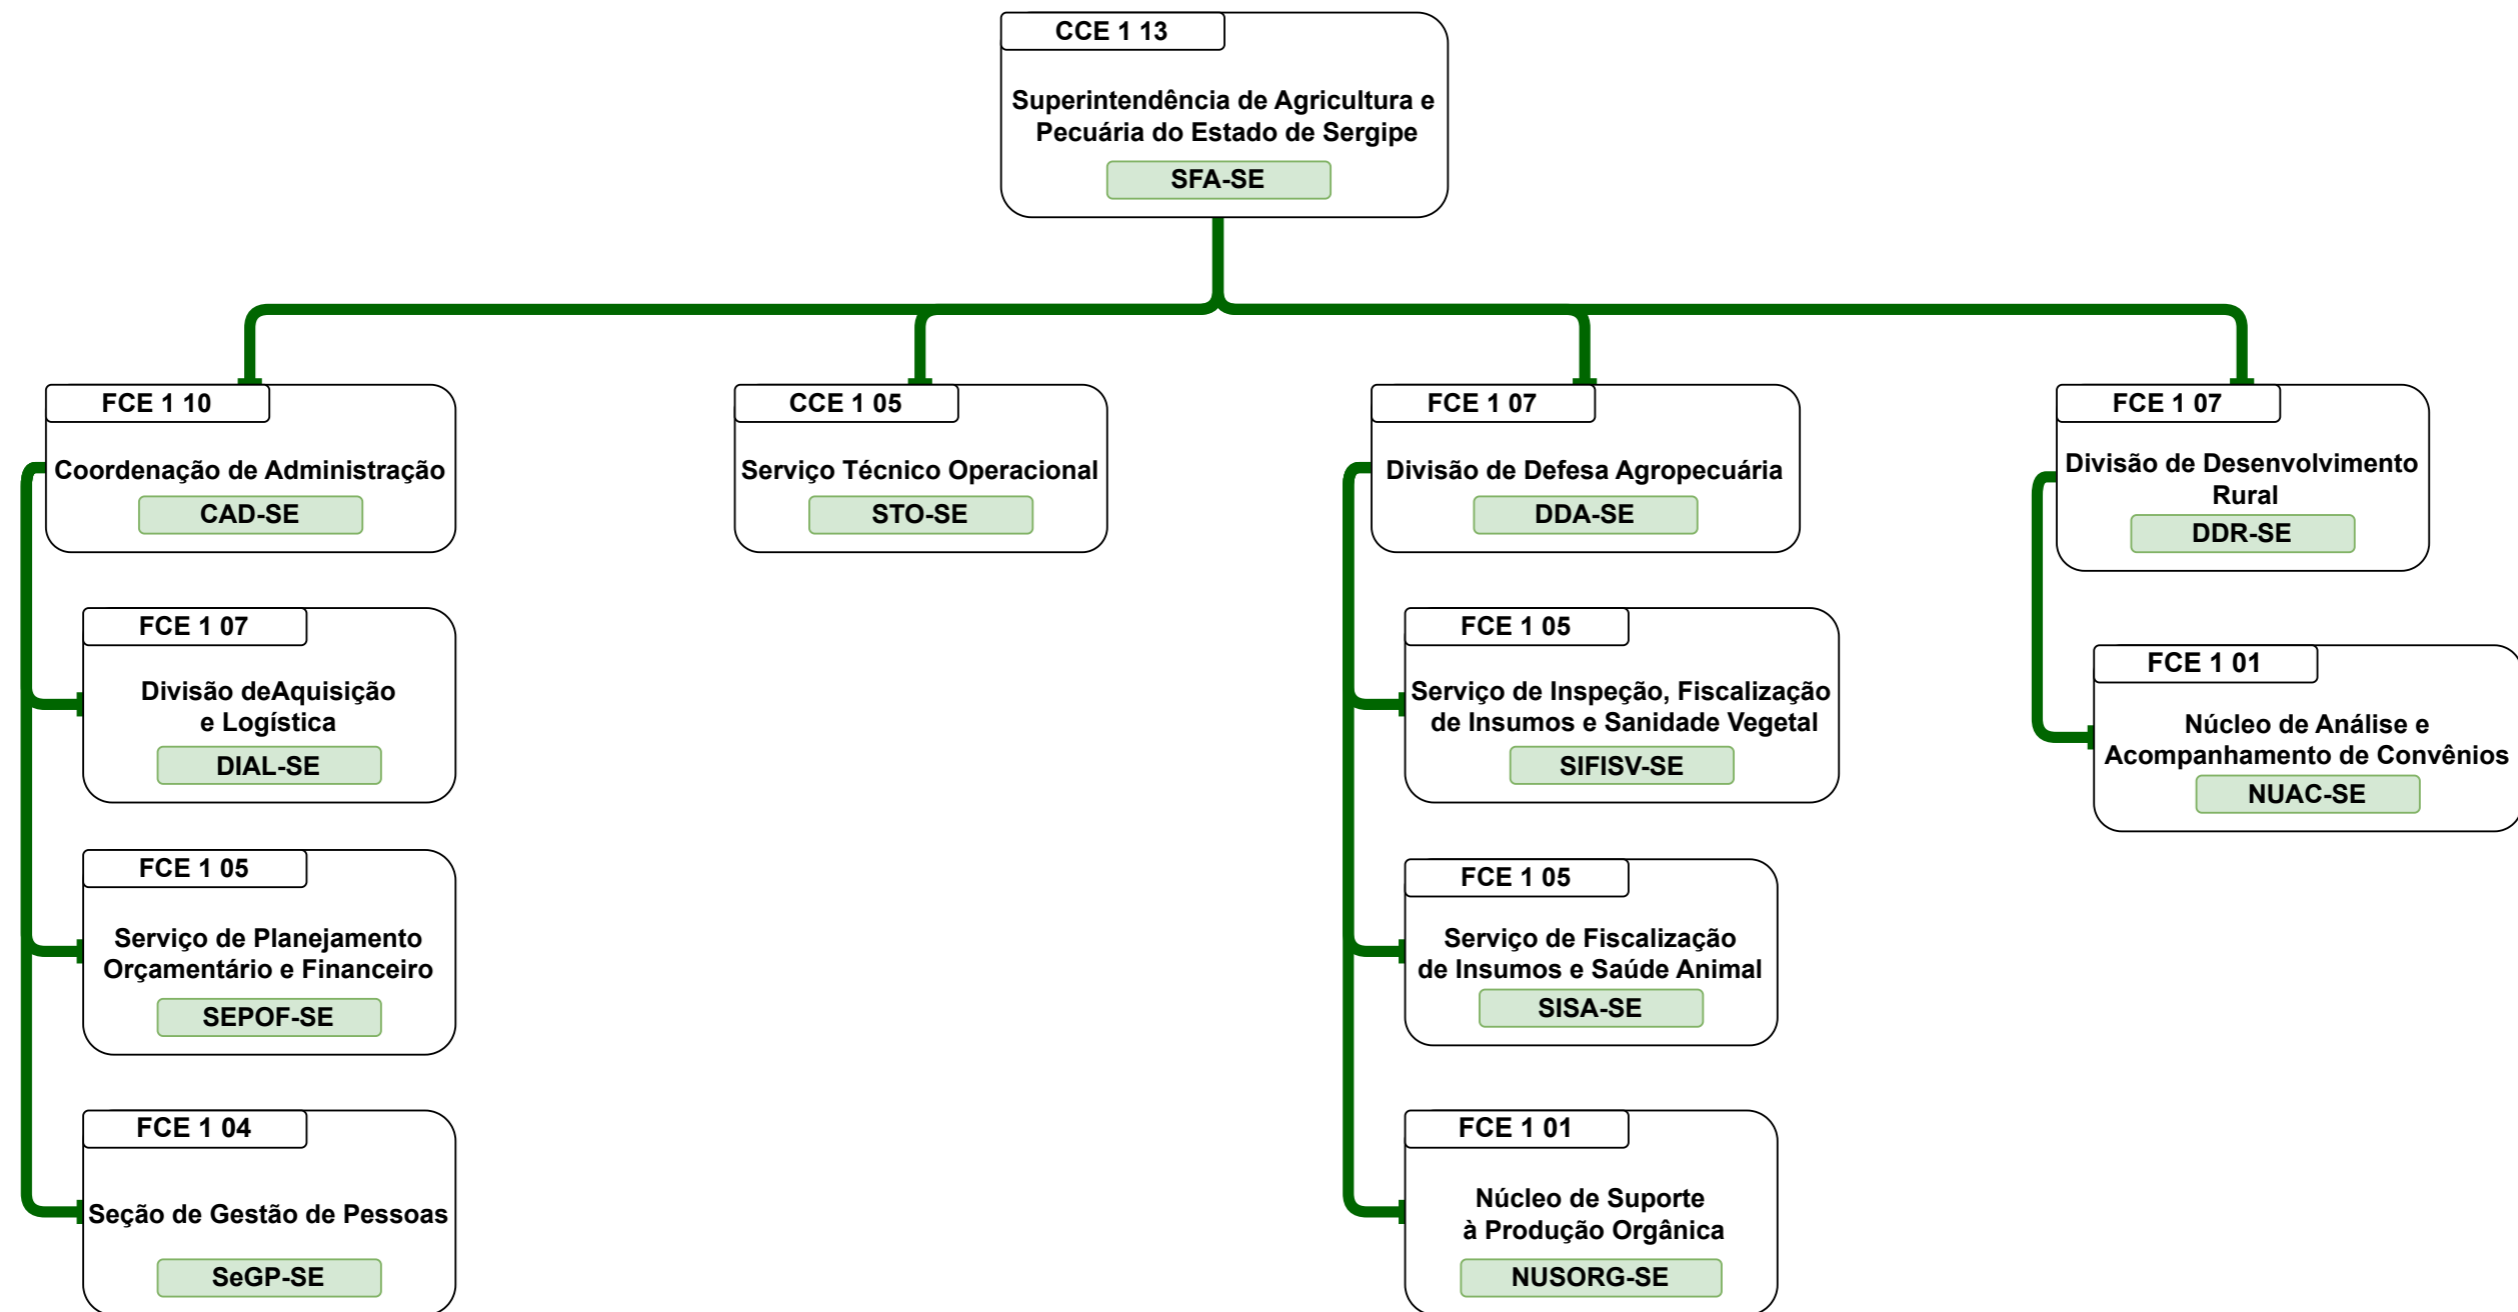 CCE 1 13
Superintendência de Agricultura e
Pecuária do Estado de Sergipe
SFA-SE
FCE 1 10
Coordenação de Administração
CAD-SE
FCE 1 07
Divisão deAquisição
e Logística
DIAL-SE
FCE 1 05
Serviço de Planejamento
Orçamentário e Financeiro
SEPOF-SE
FCE 1 04
Seção de Gestão de Pessoas
SeGP-SE
CCE 1 05
Serviço Técnico Operacional
STO-SE
FCE 1 07
Divisão de Defesa Agropecuária
DDA-SE
FCE 1 05
Serviço de Inspeção, Fiscalização
de Insumos e Sanidade Vegetal
SIFISV-SE
FCE 1 05
Serviço de Fiscalização
de Insumos e Saúde Animal
SISA-SE
FCE 1 01
Núcleo de Suporte
à Produção Orgânica
NUSORG-SE
FCE 1 07
Divisão de Desenvolvimento
Rural
DDR-SE
FCE 1 01
Núcleo de Análise e
Acompanhamento de Convênios
NUAC-SE